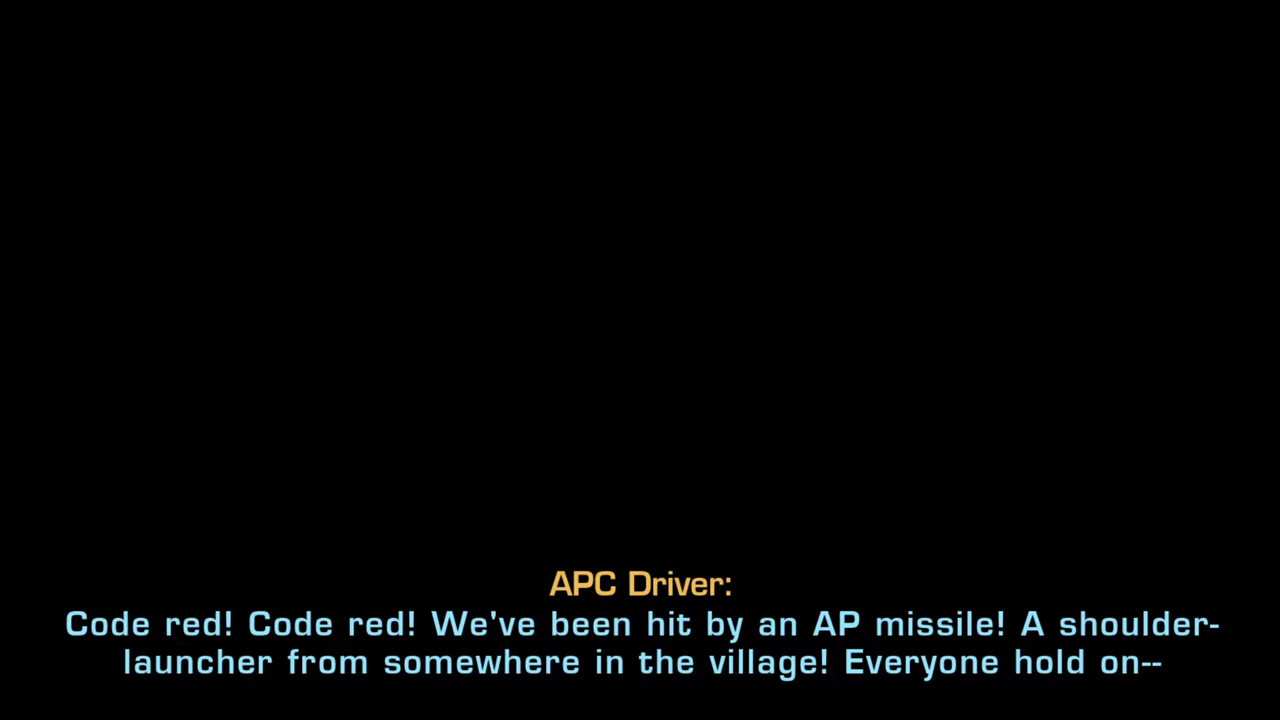 APC Driver:
Code red! Code red! We've been hit by an AP missile! A shoulder-
launcher from somewhere in the village! Everyone hold on--